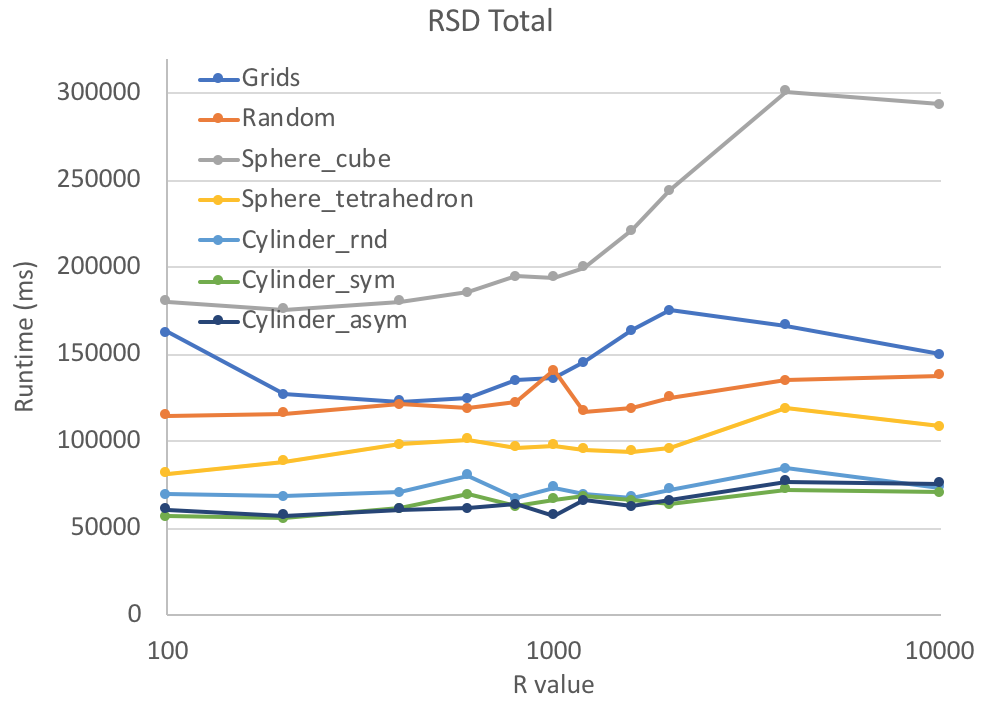 RSD Total
300000
250000
200000
150000
100000
50000
0
Runtime (ms)
Grids
Random
Sphere_cube
Sphere_tetrahedron
Cylinder_rnd
Cylinder_sym
Cylinder_asym
100 1000 10000
R value